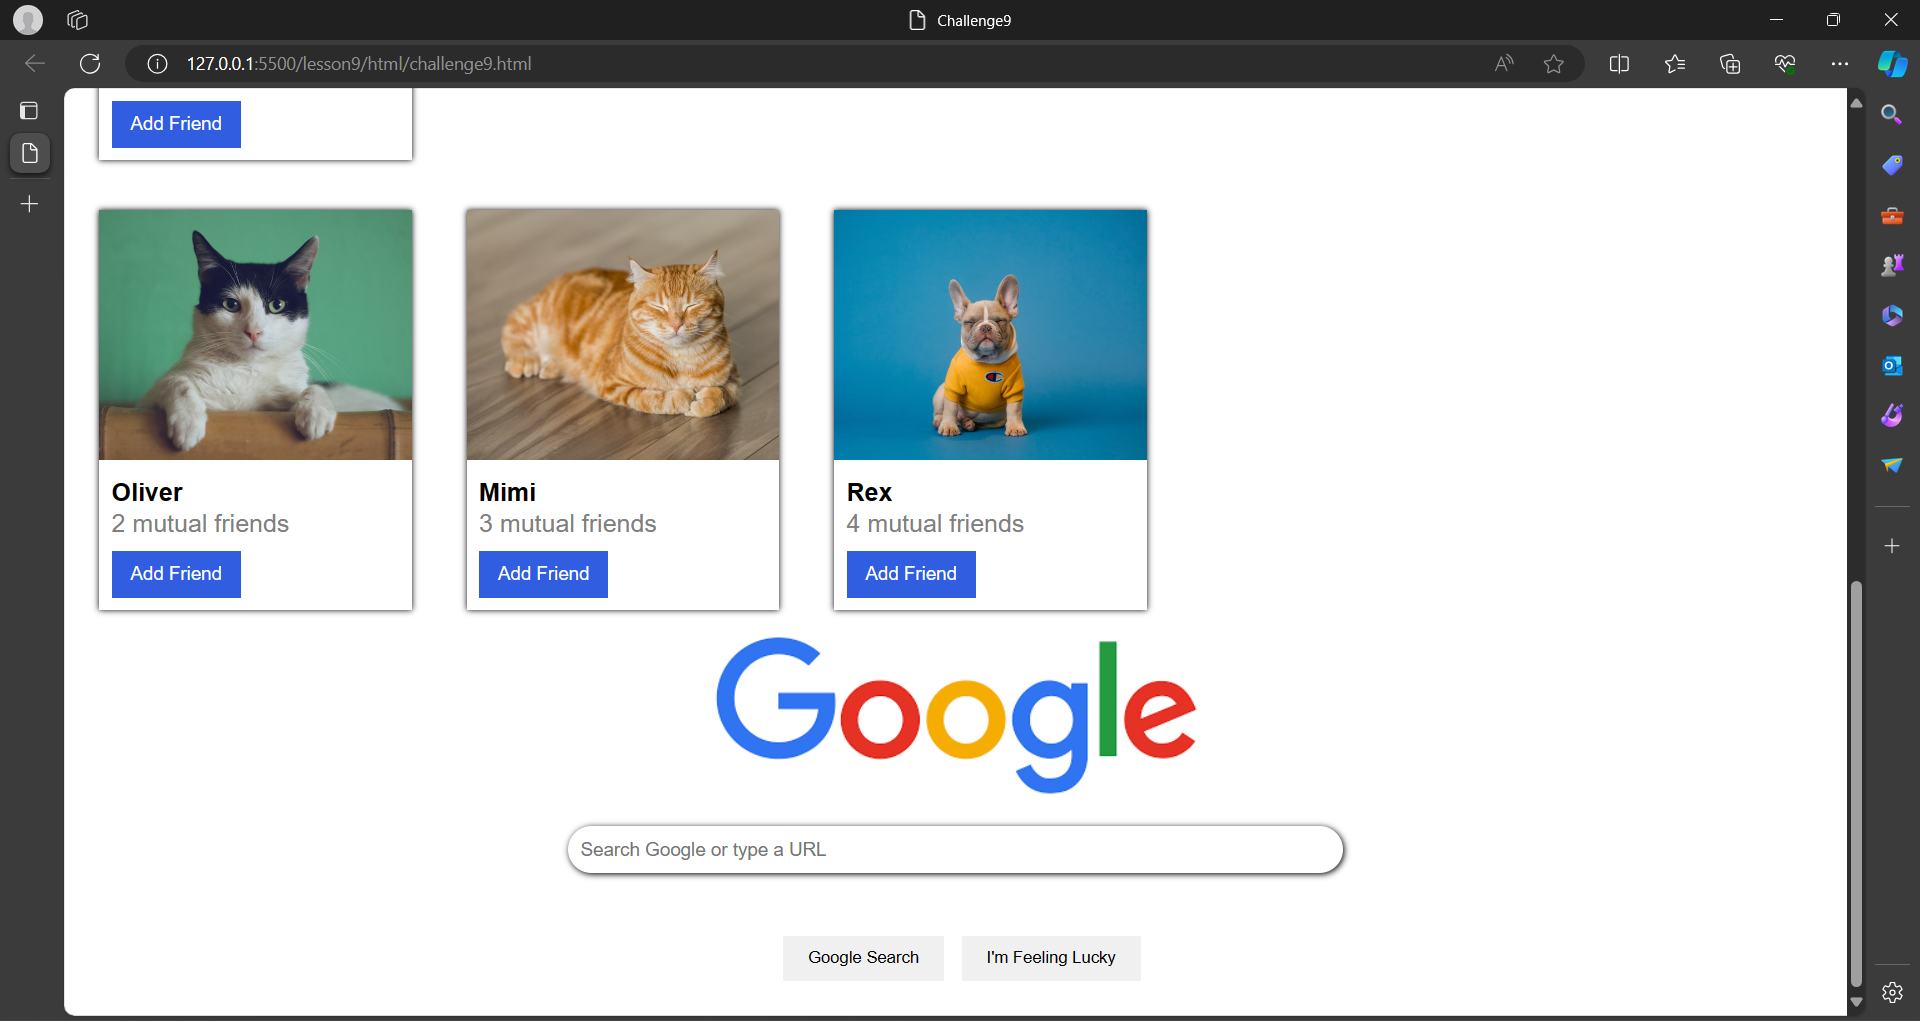 Challenge9
127.0.0.1:5500/lesson9/html/challenge9.html
Add Friend
Oliver
2 mutual friends
Add Friend
Mimi
3 mutual friends
Add Friend
Rex
4 mutual friends
Add Friend
Google
Search Google or type a URL
Google Search
I'm Feeling Lucky